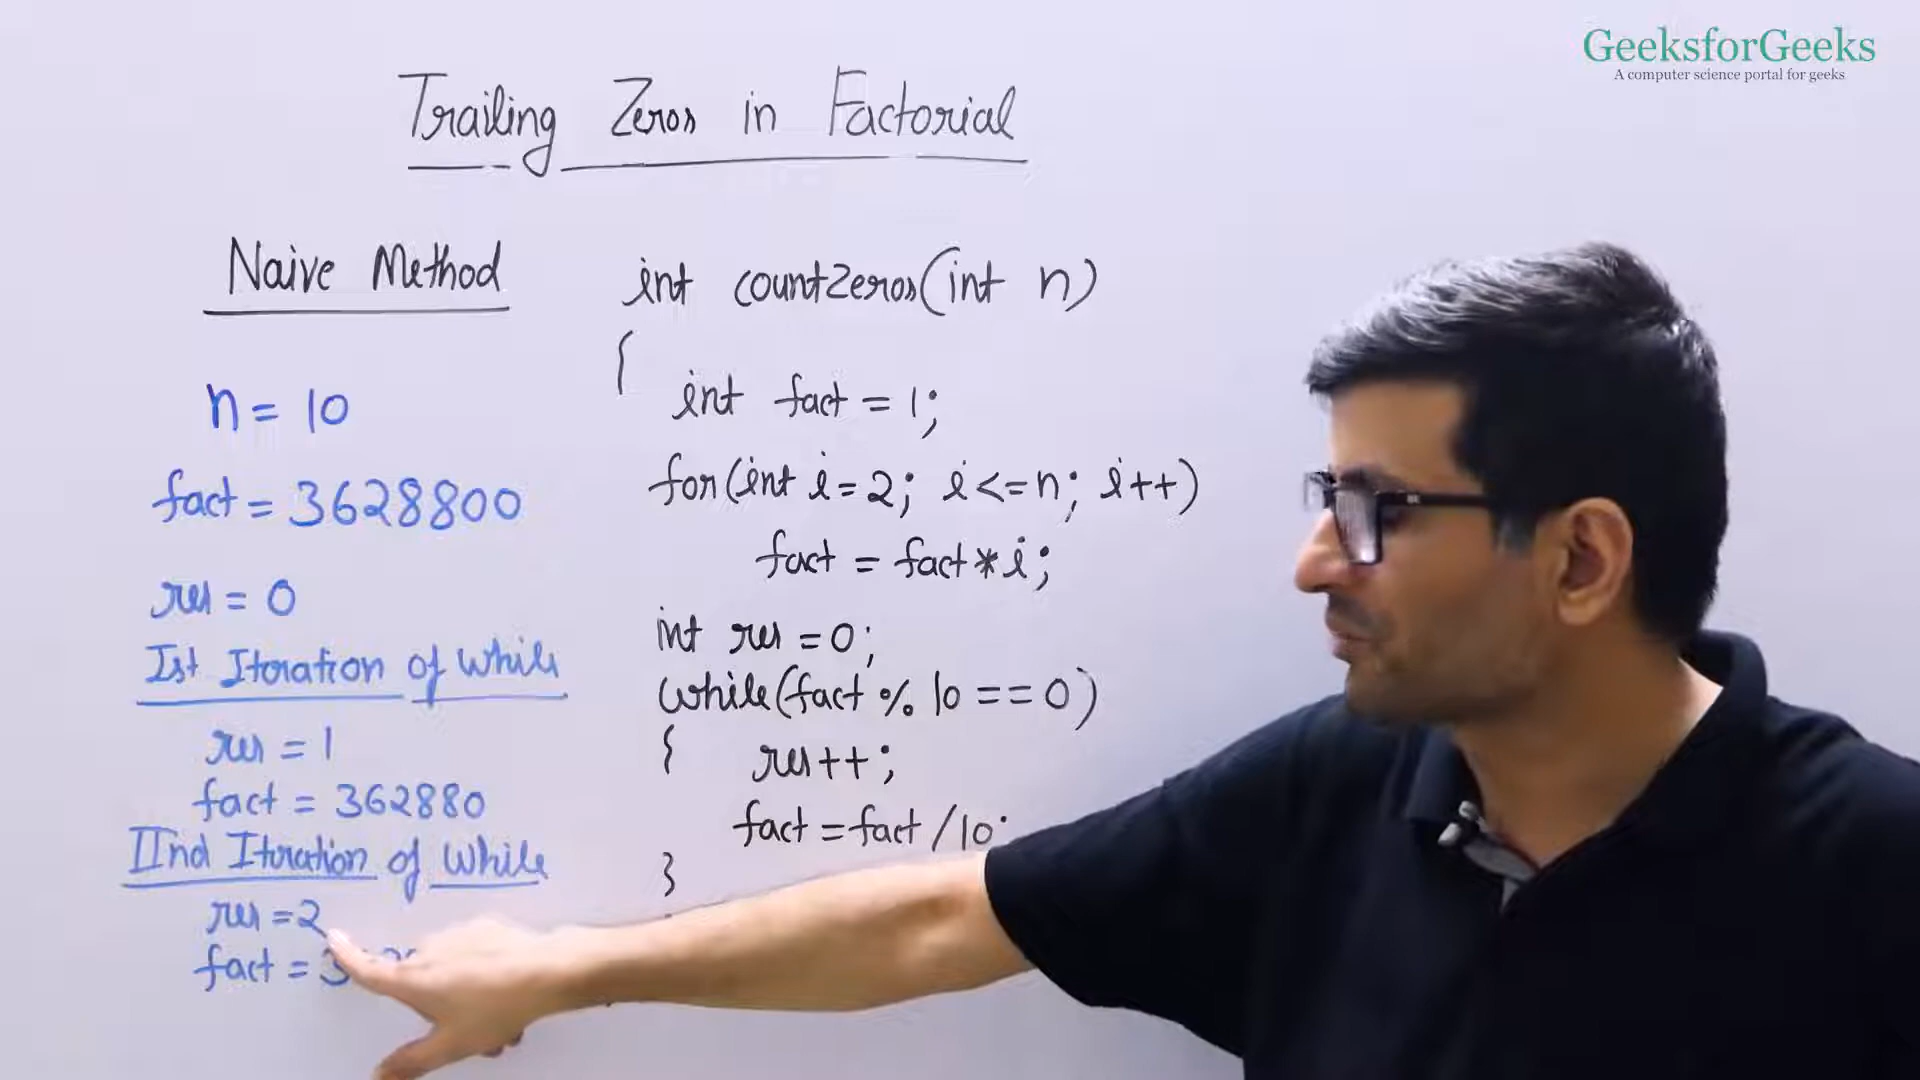 GeeksforGeeks
A computer science portal for geeks
Trailing Zeros in Factorial
Naive Method
n = 10
fact = 3628800
res = 0
Ist Iteration of while
res = 1
fact = 362880
IInd Iteration of while
res = 2
fact =
int countZeros(int n)
{
int fact = 1;
for(int i = 2; i <= n; i++)
fact = fact * i;
int res = 0;
while(fact % 10 == 0)
{ res++;
fact = fact / 10;
}